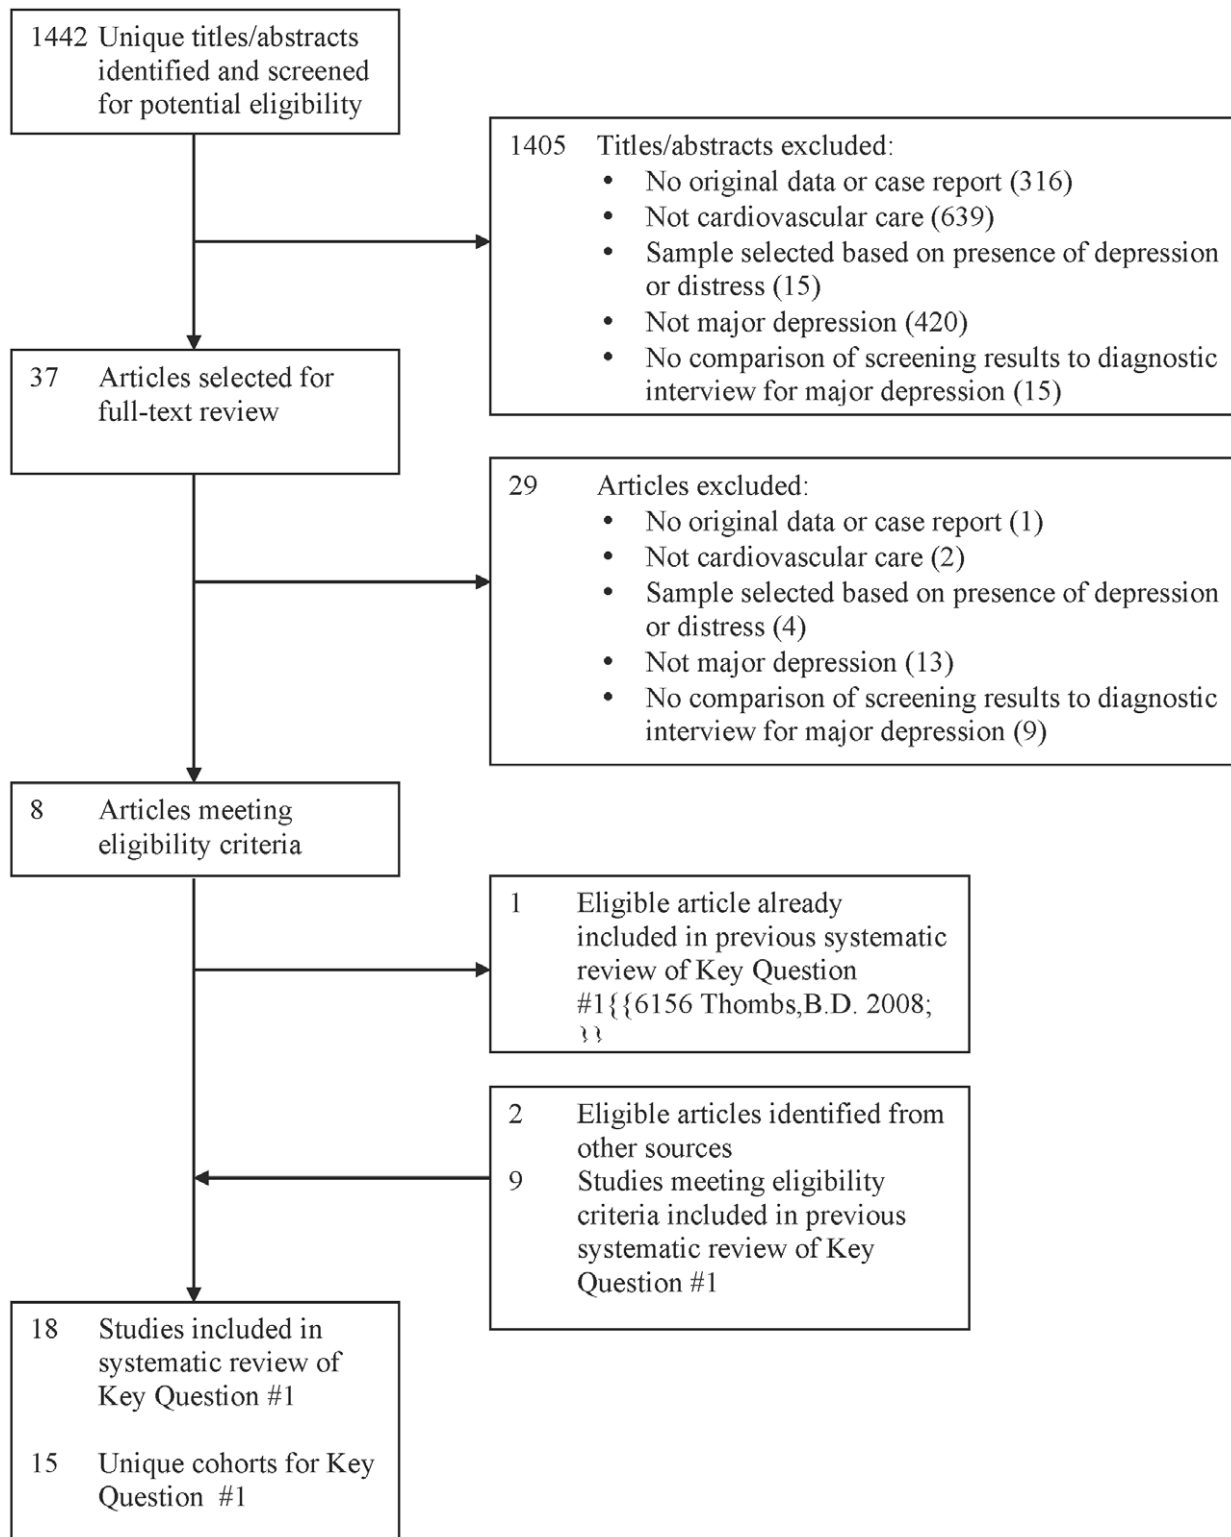 1442 Unique titles/abstracts
identified and screened
for potential eligibility
1405 Titles/abstracts excluded:
• No original data or case report (316)
• Not cardiovascular care (639)
• Sample selected based on presence of depression
or distress (15)
• Not major depression (420)
• No comparison of screening results to diagnostic
interview for major depression (15)
37 Articles selected for
full-text review
29 Articles excluded:
• No original data or case report (1)
• Not cardiovascular care (2)
• Sample selected based on presence of depression
or distress (4)
• Not major depression (13)
• No comparison of screening results to diagnostic
interview for major depression (9)
8 Articles meeting
eligibility criteria
1 Eligible article already
included in previous systematic
review of Key Question
#1{{6156 Thombs,B.D. 2008;
}}
2 Eligible articles identified from
other sources
9 Studies meeting eligibility
criteria included in previous
systematic review of Key
Question #1
18 Studies included in
systematic review of
Key Question #1
15 Unique cohorts for Key
Question #1